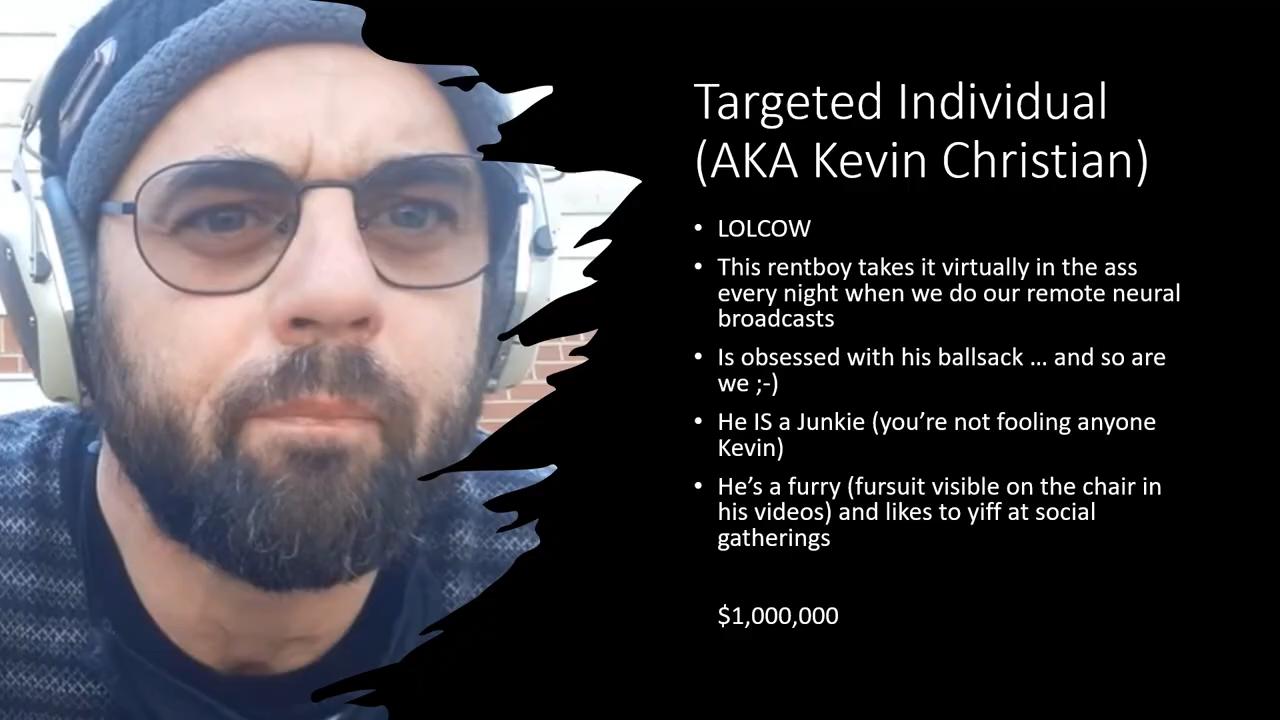 Targeted Individual
(AKA Kevin Christian)
• LOLCOW
• This rentboy takes it virtually in the ass
every night when we do our remote neural
broadcasts
• Is obsessed with his ballsack ... and so are
we ;-)
• He IS a Junkie (you’re not fooling anyone
Kevin)
• He’s a furry (fursuit visible on the chair in
his videos) and likes to yiff at social
gatherings
$1,000,000